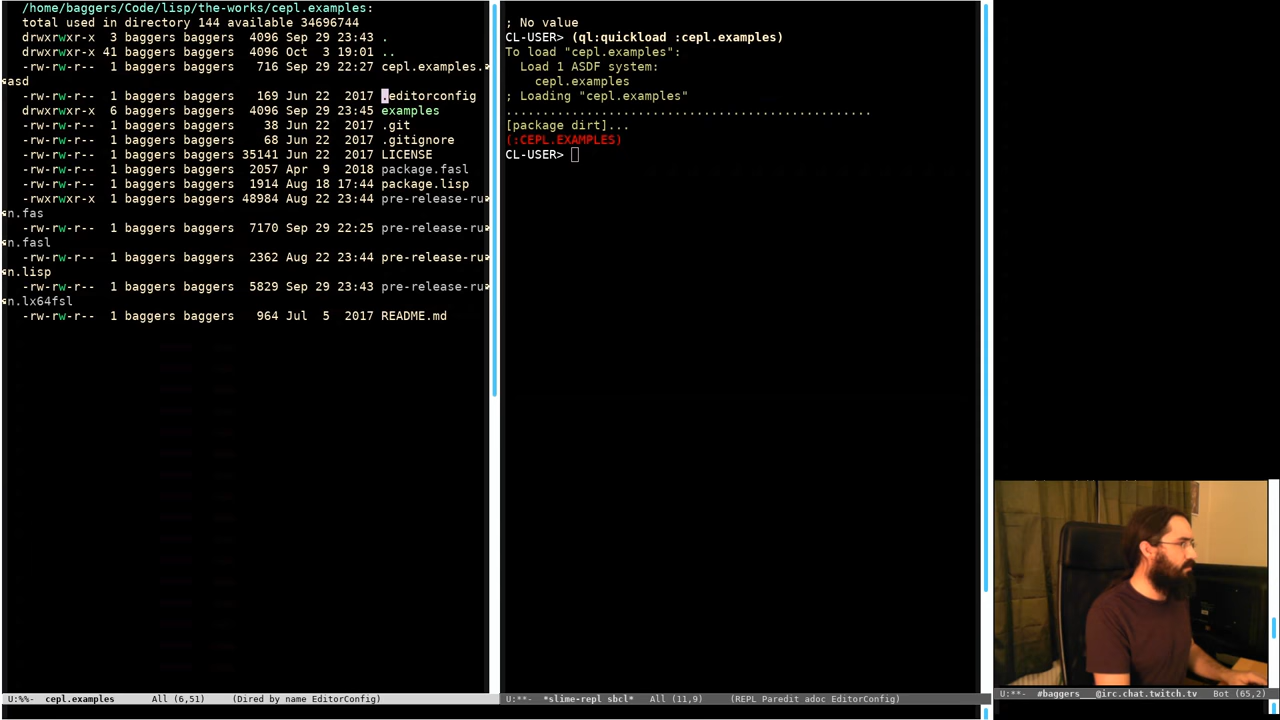 /home/baggers/Code/lisp/the-works/cepl.examples:
total used in directory 144 available 34696744
drwxrwxr-x  3 baggers baggers  4096 Sep 29 23:43 .
drwxrwxr-x 41 baggers baggers  4096 Oct  3 19:01 ..
-rw-rw-r--  1 baggers baggers   716 Sep 29 22:27 cepl.examples.
asd
-rw-rw-r--  1 baggers baggers   169 Jun 22  2017 .editorconfig
drwxrwxr-x  6 baggers baggers  4096 Sep 29 23:45 examples
-rw-rw-r--  1 baggers baggers    38 Jun 22  2017 .git
-rw-rw-r--  1 baggers baggers    68 Jun 22  2017 .gitignore
-rw-rw-r--  1 baggers baggers 35141 Jun 22  2017 LICENSE
-rw-rw-r--  1 baggers baggers  2057 Apr  9  2018 package.fasl
-rw-rw-r--  1 baggers baggers  1914 Aug 18 17:44 package.lisp
-rwxrwxr-x  1 baggers baggers 48984 Aug 22 23:44 pre-release-ru
n.fas
-rw-rw-r--  1 baggers baggers  7170 Sep 29 22:25 pre-release-ru
n.fasl
-rw-rw-r--  1 baggers baggers  2362 Aug 22 23:44 pre-release-ru
n.lisp
-rw-rw-r--  1 baggers baggers  5829 Sep 29 23:43 pre-release-ru
n.lx64fsl
-rw-rw-r--  1 baggers baggers   964 Jul  5  2017 README.md
U:%%-  cepl.examples      All (6,51)    (Dired by name EditorConfig)
; No value
CL-USER> (ql:quickload :cepl.examples)
To load "cepl.examples":
  Load 1 ASDF system:
    cepl.examples
; Loading "cepl.examples"
..................................................
[package dirt]...
(:CEPL.EXAMPLES)
CL-USER>
U:**-  *slime-repl sbcl*   All (11,9)    (REPL Paredit adoc EditorConfig)
U:**-  #baggers___@irc.chat.twitch.tv   Bot (65,2)